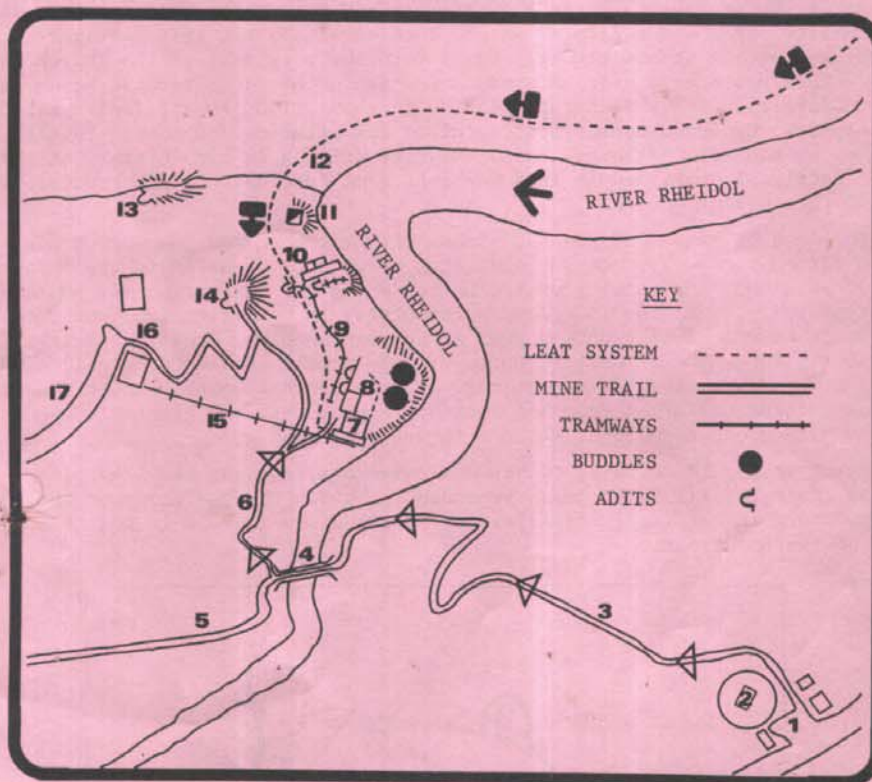 RIVER RHEIDOL
12
13
11
RIVER RHEIDOL
10
14
KEY
9
16
LEAT SYSTEM
17
8
MINE TRAIL
15
7
TRAMWAYS
BUDDLES
6
ADITS
4
3
5
2
1